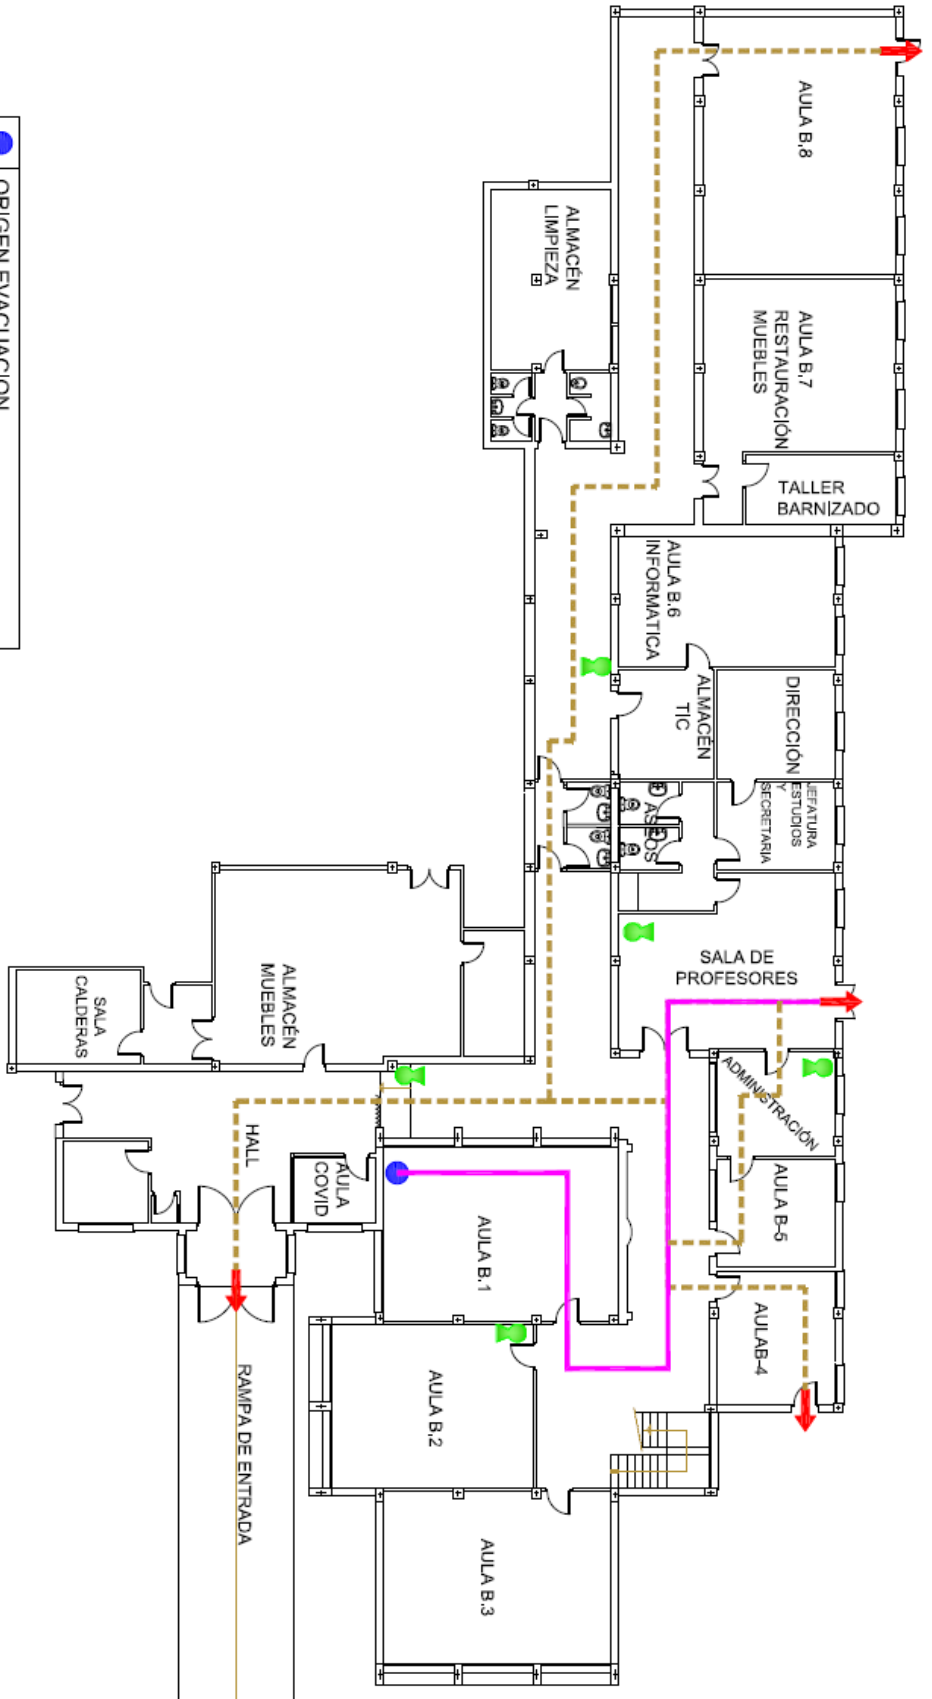 AULA B.8
ORIGEN EVACUACION
ALMACÉN
LIMPIEZA
AULA B.7
RESTAURACIÓN
MUEBLES
TALLER
BARNIZADO
AULA B.6
INFORMATICA
ALMACÉN
TIC
DIRECCIÓN
JEFATURA
ESTUDIOS
Y
SECRETARIA
ASEOS
SALA DE
PROFESORES
ALMACÉN
MUEBLES
SALA
CALDERAS
ADMINISTRACIÓN
HALL
AULA
COVID
AULA B-5
AULA B.1
AULAB-4
AULA B.2
RAMPA DE ENTRADA
AULA B.3